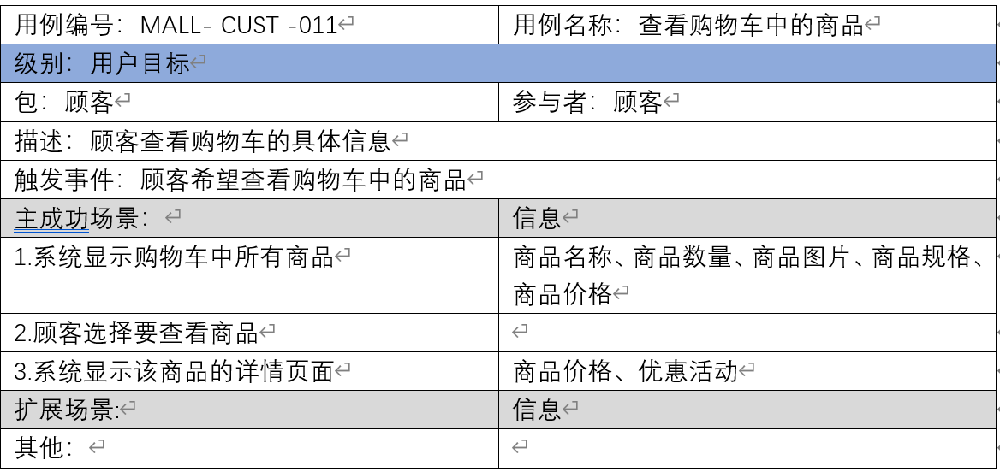 用例编号：MALL- CUST -011
用例名称：查看购物车中的商品
级别：用户目标
包：顾客
参与者：顾客
描述：顾客查看购物车的具体信息
触发事件：顾客希望查看购物车中的商品
主成功场景：
信息
1.系统显示购物车中所有商品
商品名称、商品数量、商品图片、商品规格、
商品价格
2.顾客选择要查看商品
3.系统显示该商品的详情页面
商品价格、优惠活动
扩展场景:
信息
其他：